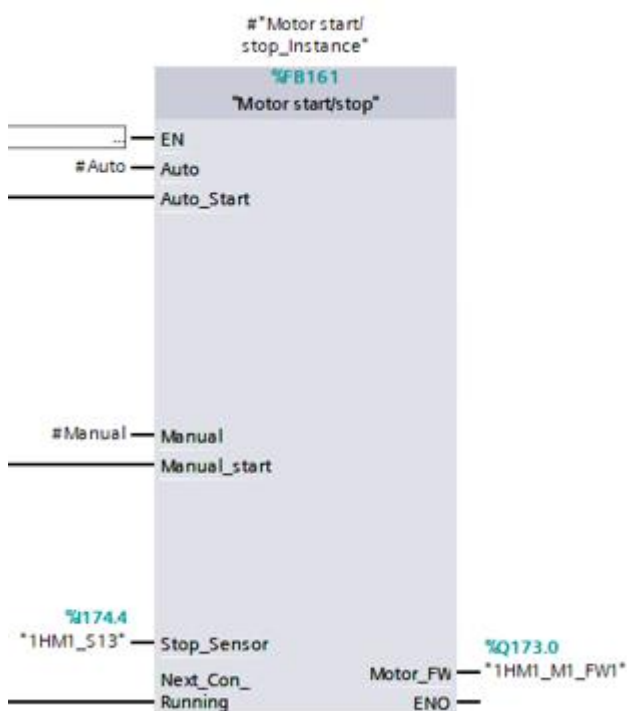 #"Motor start/
stop_Instance"
%FB161
"Motor start/stop"
... EN
#Auto Auto
Auto_Start
#Manual Manual
Manual_start
%I174.4
"1HM1_S13" Stop_Sensor
%Q173.0
Motor_FW "1HM1_M1_FW1"
Next_Con_
Running
ENO